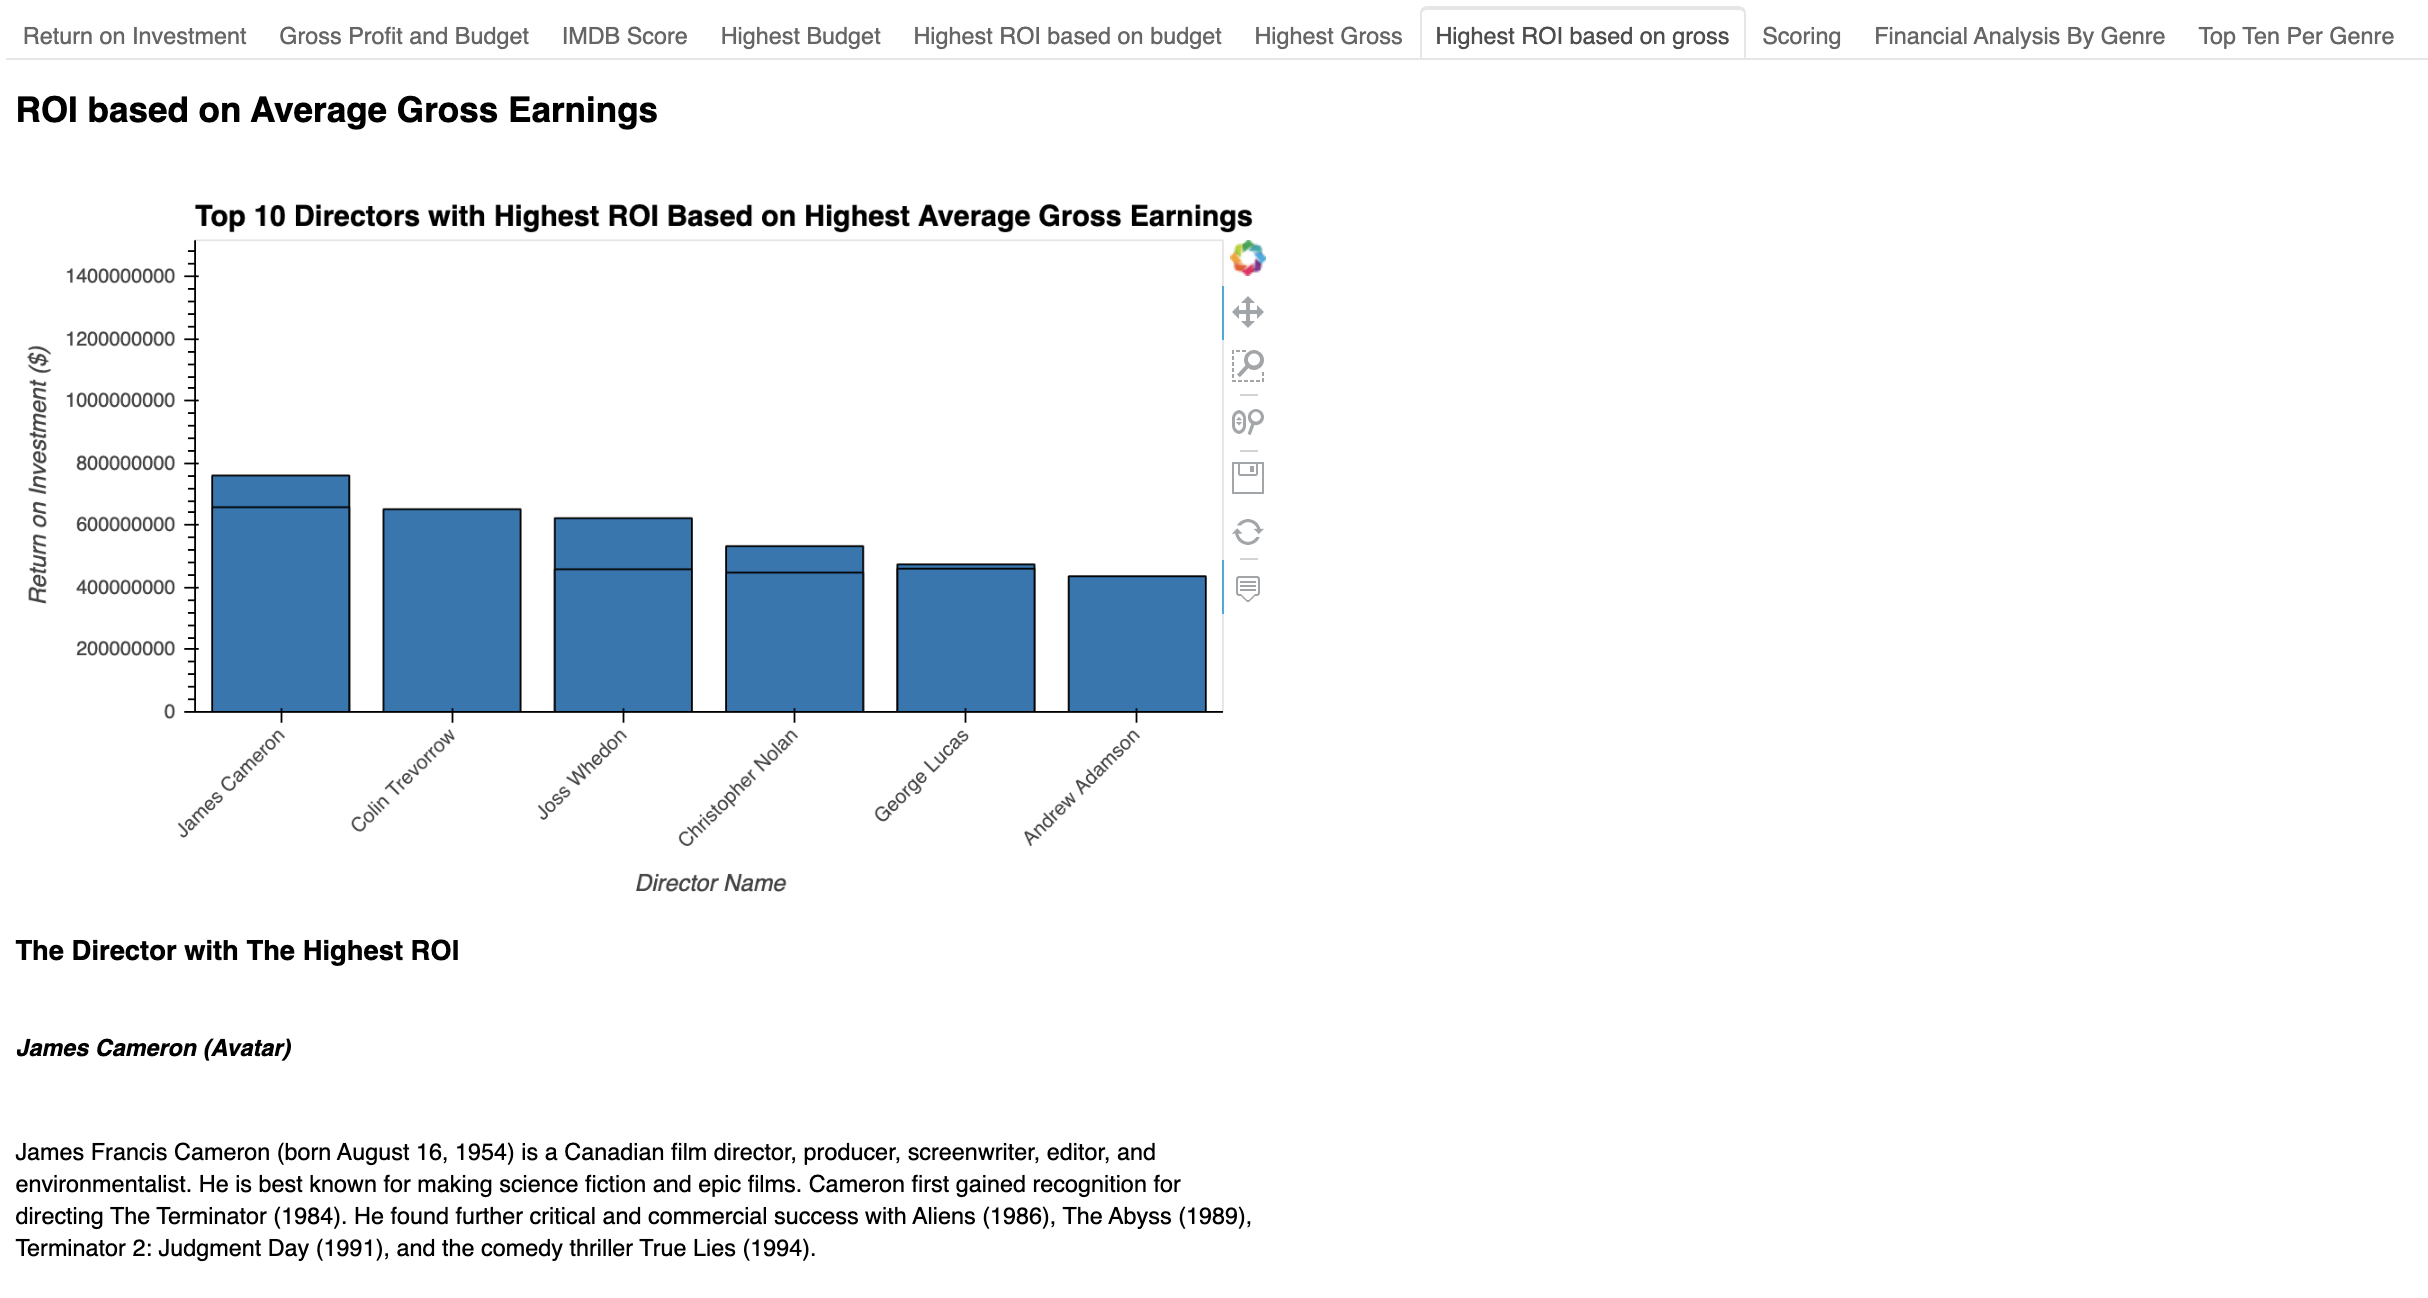 Return on Investment Gross Profit and Budget IMDB Score Highest Budget Highest ROI based on budget Highest Gross Highest ROI based on gross Scoring Financial Analysis By Genre Top Ten Per Genre
ROI based on Average Gross Earnings
Top 10 Directors with Highest ROI Based on Highest Average Gross Earnings
Return on Investment ($)
1400000000
1200000000
1000000000
800000000
600000000
400000000
200000000
0
James Cameron
Colin Trevorrow
Joss Whedon
Christopher Nolan
George Lucas
Andrew Adamson
Director Name
The Director with The Highest ROI
James Cameron (Avatar)
James Francis Cameron (born August 16, 1954) is a Canadian film director, producer, screenwriter, editor, and
environmentalist. He is best known for making science fiction and epic films. Cameron first gained recognition for
directing The Terminator (1984). He found further critical and commercial success with Aliens (1986), The Abyss (1989),
Terminator 2: Judgment Day (1991), and the comedy thriller True Lies (1994).